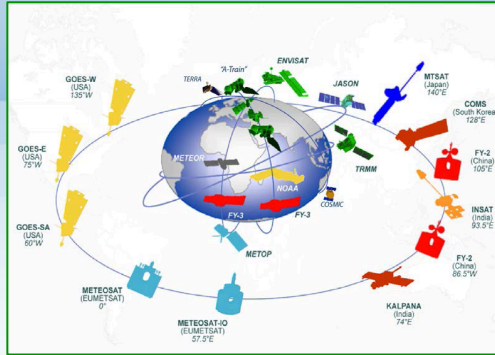 GOES-W
(USA)
135°W
TERRA
"A-Train"
ENVISAT
JASON
MTSAT
(Japan)
140°E
COMS
(South Korea)
128°E
GOES-E
(USA)
75°W
METEOR
TRMM
FY-2
(China)
105°E
NOAA
COSMIC
INSAT
(India)
93.5°E
FY-3
FY-3
GOES-SA
(USA)
60°W
METOP
FY-2
(China)
86.5°W
METEOSAT
(EUMETSAT)
0°
METEOSAT-IO
(EUMETSAT)
57.5°E
KALPANA
(India)
74°E